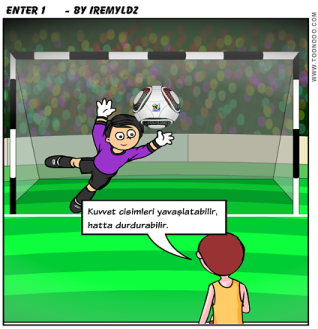 ENTER 1 - BY IREMYLDZ
WWW.TOONDOO.COM
Kuvvet cisimleri yavaşlatabilir,
hatta durdurabilir.